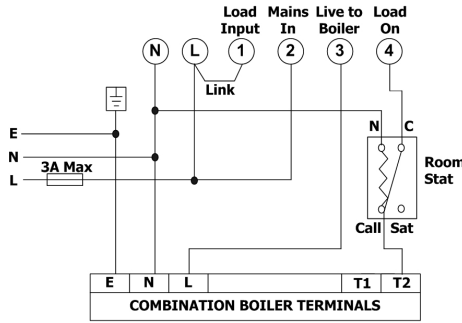 Load Mains Live to Load
Input In Boiler On
N L 1 2 3 4
Link
N C
E
N
3A Max
L
Room
Stat
Call Sat
E N L T1 T2
COMBINATION BOILER TERMINALS